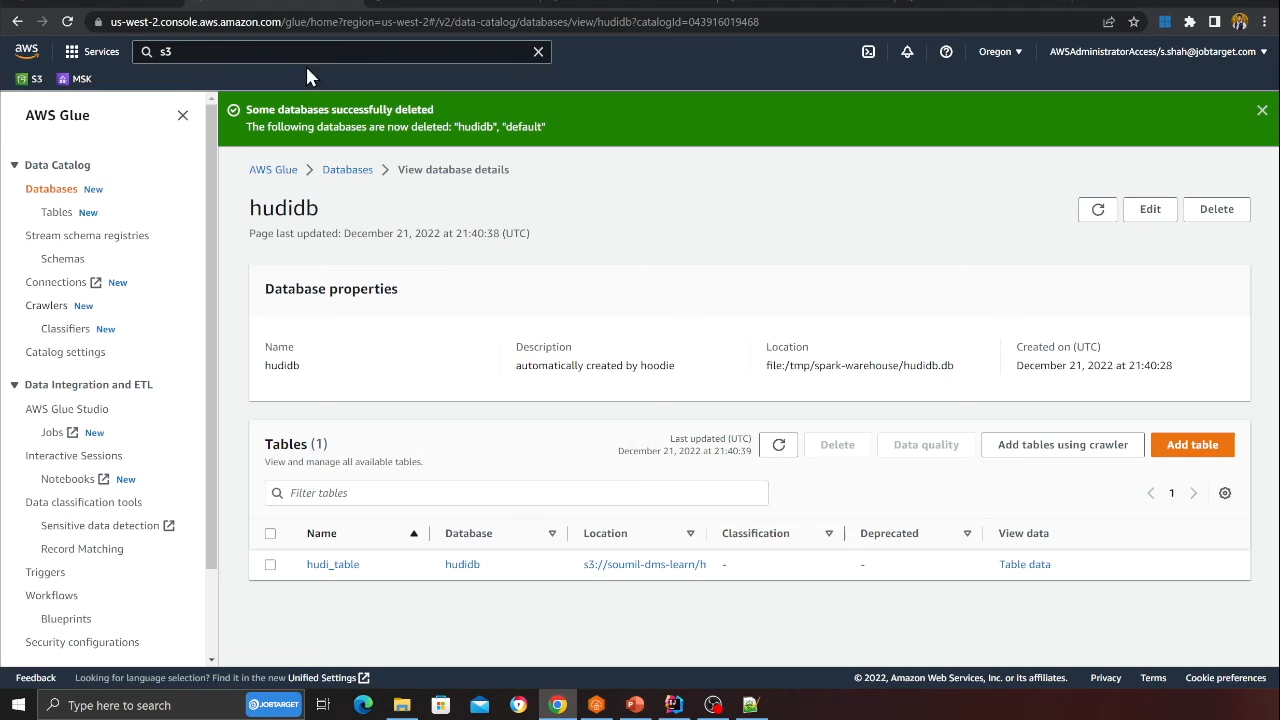 us-west-2.console.aws.amazon.com/glue/home?region=us-west-2#/v2/data-catalog/databases/view/hudidb?catalogId=043916019468
aws
Services
s3
Oregon
AWSAdministratorAccess/s.shah@jobtarget.com
S3
MSK
AWS Glue
Data Catalog
Databases New
Tables New
Stream schema registries
Schemas
Connections New
Crawlers New
Classifiers New
Catalog settings
Data Integration and ETL
AWS Glue Studio
Jobs New
Interactive Sessions
Notebooks New
Data classification tools
Sensitive data detection
Record Matching
Triggers
Workflows
Blueprints
Security configurations
Some databases successfully deleted
The following databases are now deleted: "hudidb", "default"
AWS Glue
Databases
View database details
hudidb
Page last updated: December 21, 2022 at 21:40:38 (UTC)
Edit
Delete
Database properties
Name
Description
Location
Created on (UTC)
hudidb
automatically created by hoodie
file:/tmp/spark-warehouse/hudidb.db
December 21, 2022 at 21:40:28
Tables (1)
View and manage all available tables.
Last updated (UTC)
December 21, 2022 at 21:40:39
Delete
Data quality
Add tables using crawler
Add table
Filter tables
1
Name
Database
Location
Classification
Deprecated
View data
hudi_table
hudidb
s3://soumil-dms-learn/h
-
-
Table data
Feedback
Looking for language selection? Find it in the new Unified Settings
© 2022, Amazon Web Services, Inc. or its affiliates.
Privacy
Terms
Cookie preferences
Type here to search
JOBTARGET